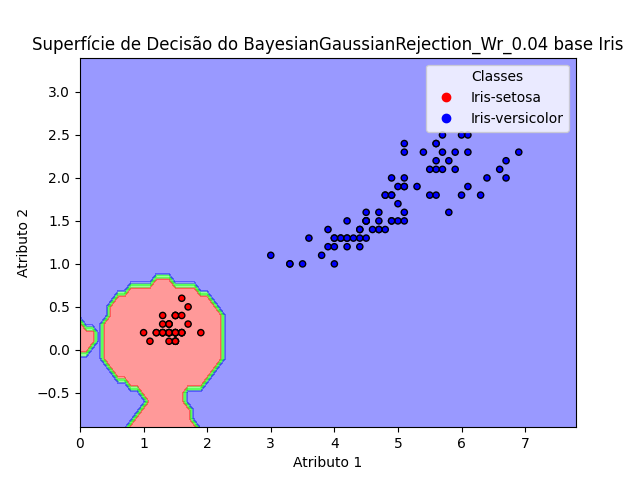 Superfície de Decisão do BayesianGaussianRejection_Wr_0.04 base Iris
Classes
Iris-setosa
Iris-versicolor
3.0
2.5
2.0
1.5
1.0
0.5
0.0
−0.5
Atributo 2
0 1 2 3 4 5 6 7
Atributo 1